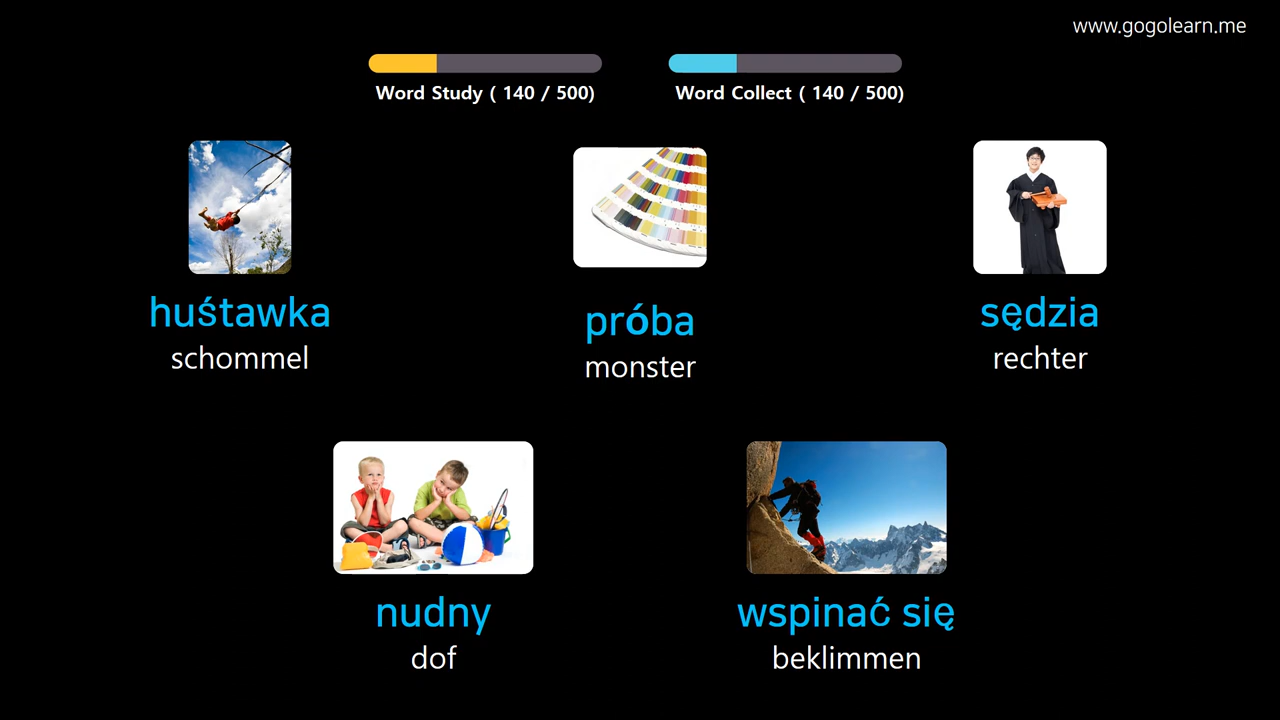 www.gogolearn.me
Word Study ( 140 / 500)
Word Collect ( 140 / 500)
huśtawka
schommel
próba
monster
sędzia
rechter
nudny
dof
wspinać się
beklimmen